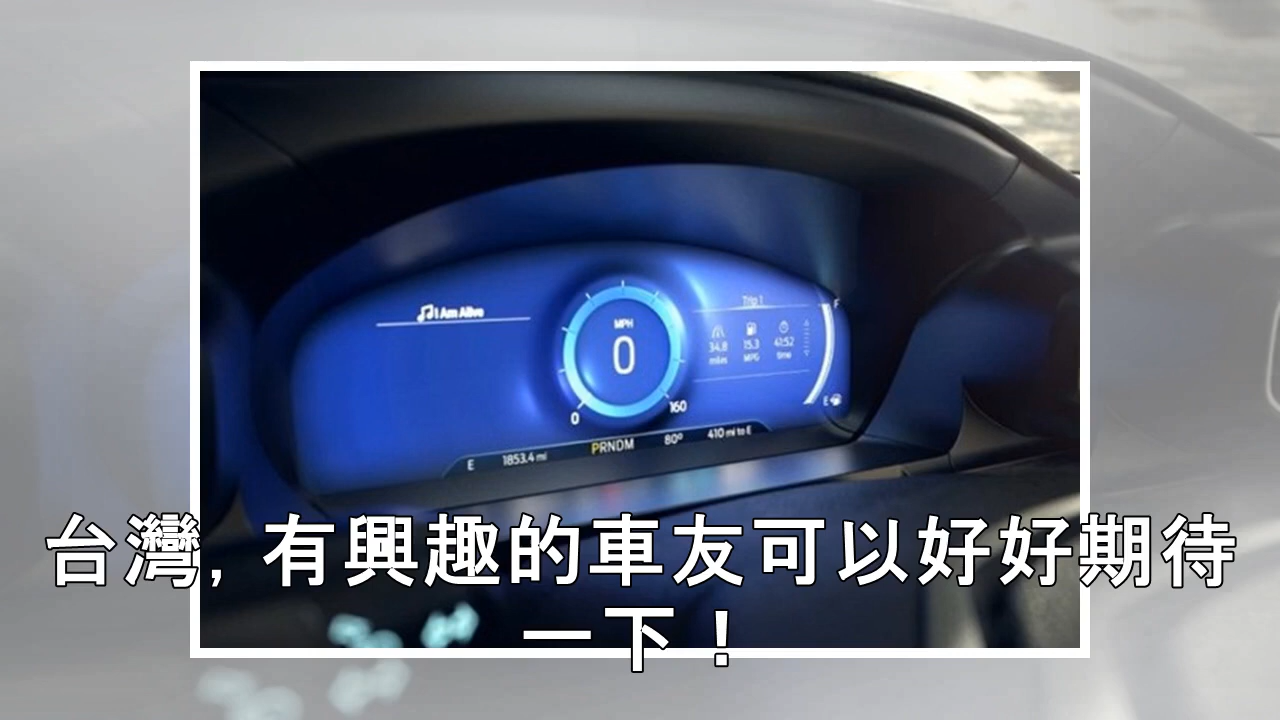 I Am Alive
MPH
0
0
160
Trip 1
34.8
miles
15.3
MPG
41:52
time
F
E
E
1853.4 mi
PRNDM
80º
410 mi to E
台灣, 有興趣的車友可以好好期待
一下！